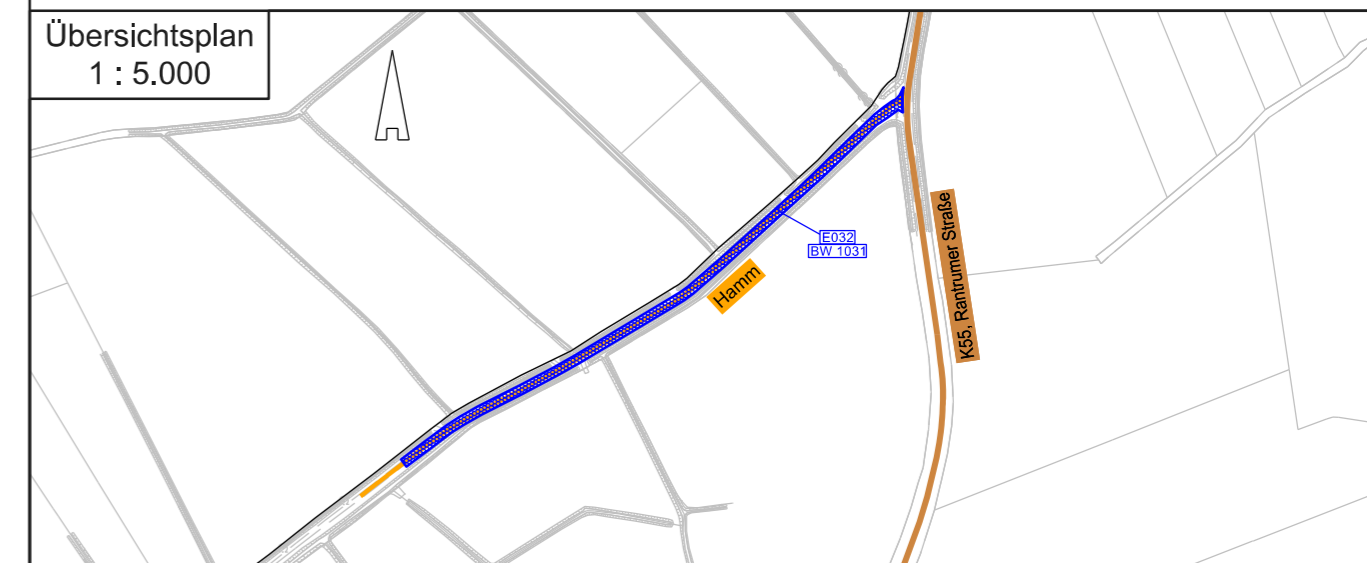 Übersichtsplan
1 : 5.000
E032
BW 1031
Hamm
K55, Rantrumer Straße